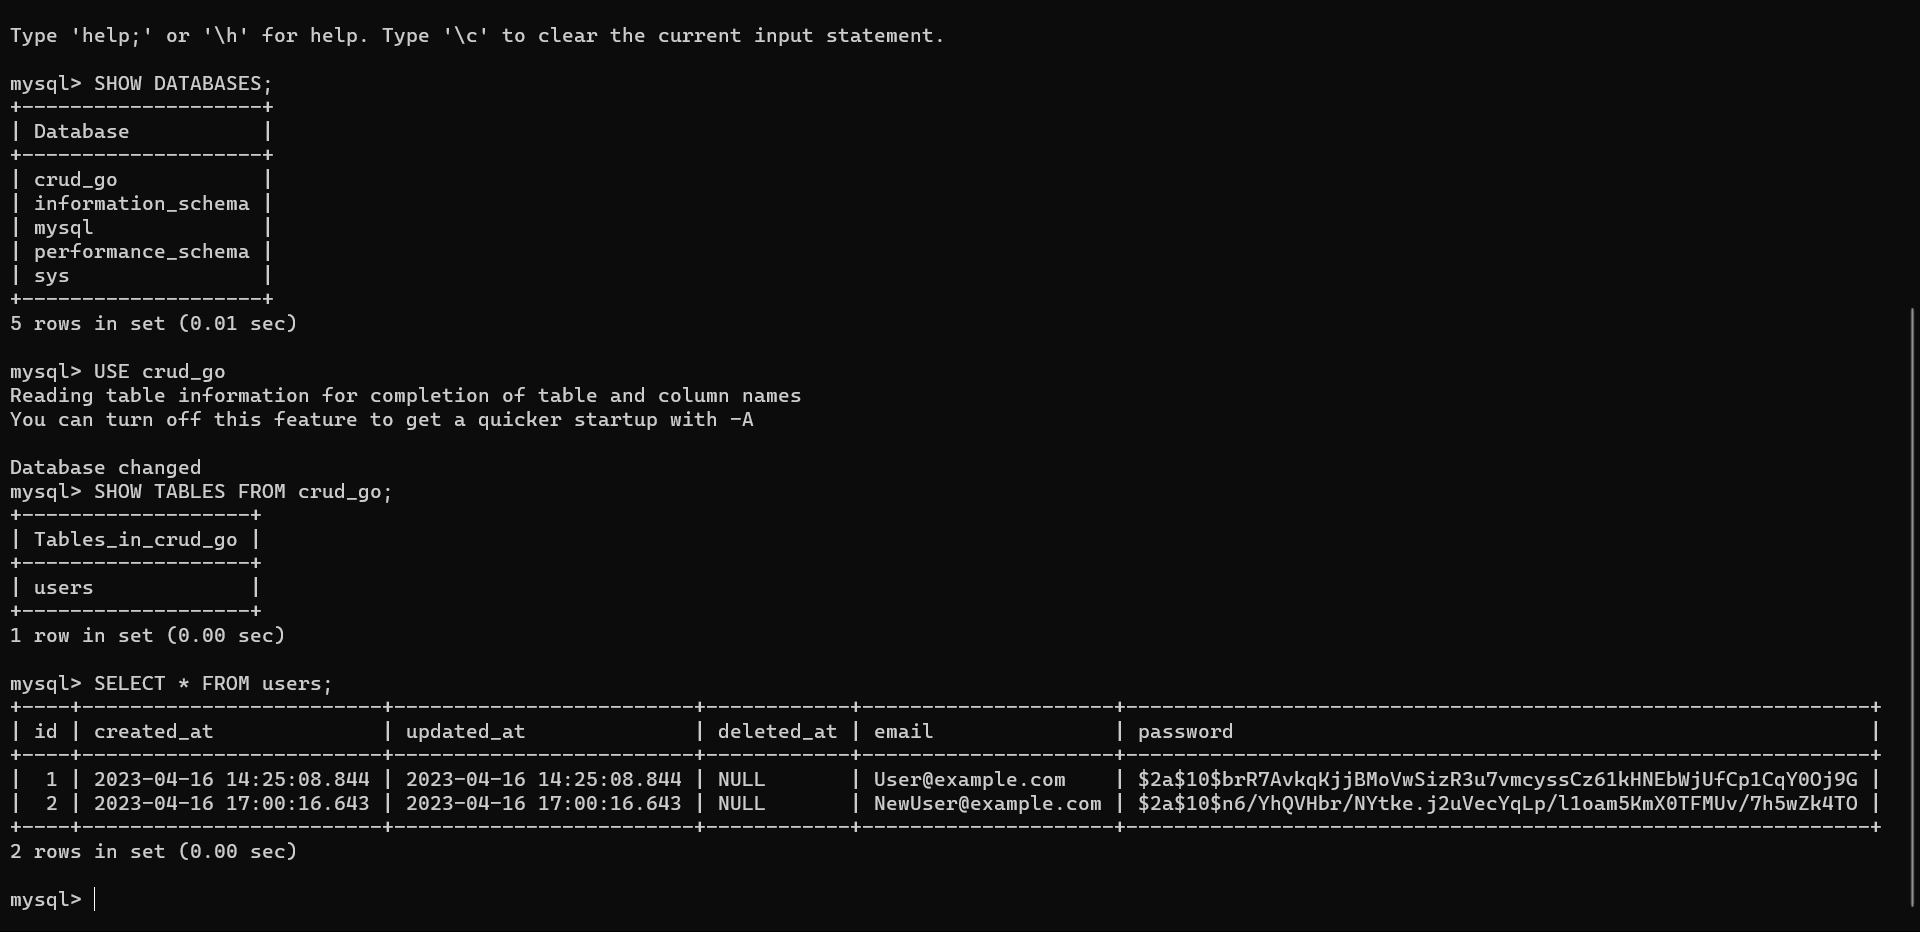 Type 'help;' or '\h' for help. Type '\c' to clear the current input statement.

mysql> SHOW DATABASES;
+--------------------+
| Database           |
+--------------------+
| crud_go            |
| information_schema |
| mysql              |
| performance_schema |
| sys                |
+--------------------+
5 rows in set (0.01 sec)

mysql> USE crud_go
Reading table information for completion of table and column names
You can turn off this feature to get a quicker startup with -A

Database changed
mysql> SHOW TABLES FROM crud_go;
+-------------------+
| Tables_in_crud_go |
+-------------------+
| users             |
+-------------------+
1 row in set (0.00 sec)

mysql> SELECT * FROM users;
+----+-------------------------+-------------------------+------------+---------------------+--------------------------------------------------------------+
| id | created_at              | updated_at              | deleted_at | email               | password                                                     |
+----+-------------------------+-------------------------+------------+---------------------+--------------------------------------------------------------+
|  1 | 2023-04-16 14:25:08.844 | 2023-04-16 14:25:08.844 | NULL       | User@example.com    | $2a$10$brR7AvkqKjjBMoVwSizR3u7vmcyssCz61kHNEbWjUfCp1CqY0Oj9G |
|  2 | 2023-04-16 17:00:16.643 | 2023-04-16 17:00:16.643 | NULL       | NewUser@example.com | $2a$10$n6/YhQVHbr/NYtke.j2uVecYqLp/l1oam5KmX0TFMUv/7h5wZk4TO |
+----+-------------------------+-------------------------+------------+---------------------+--------------------------------------------------------------+
2 rows in set (0.00 sec)

mysql>